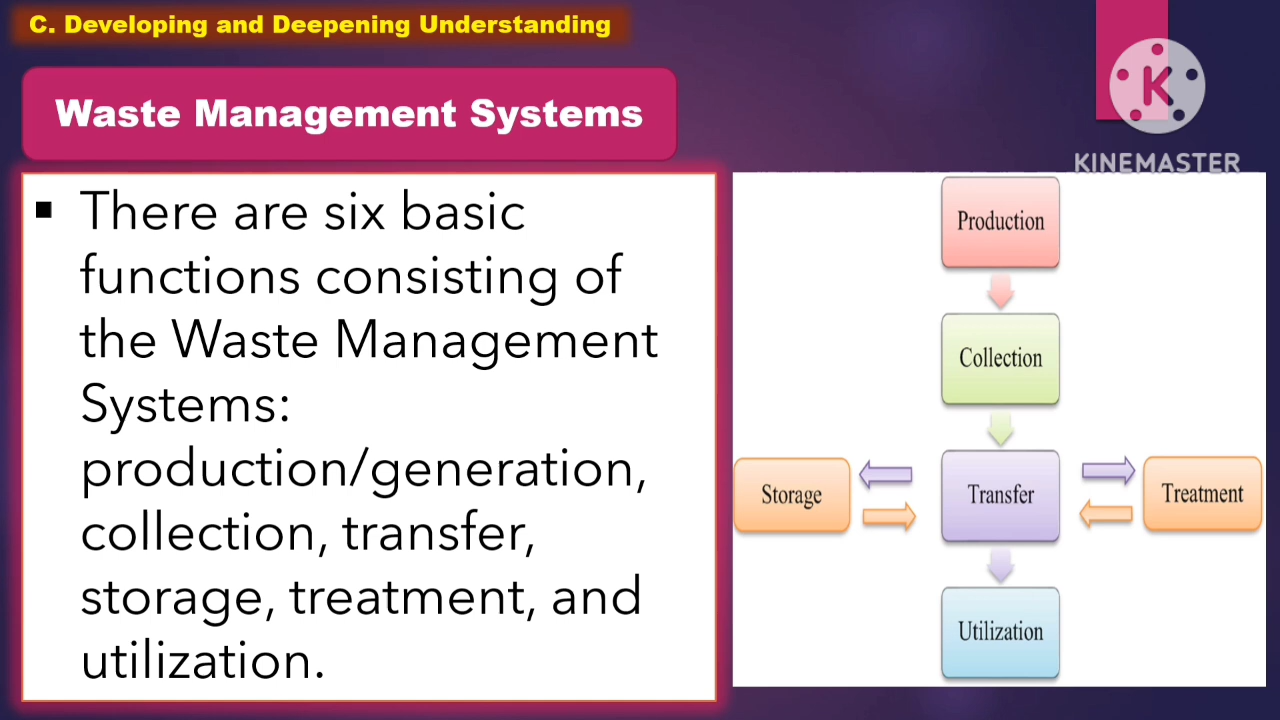 C. Developing and Deepening Understanding
Waste Management Systems
K
KINEMASTER
▪ There are six basic
functions consisting of
the Waste Management
Systems:
production/generation,
collection, transfer,
storage, treatment, and
utilization.
Production
Collection
Storage
Transfer
Treatment
Utilization